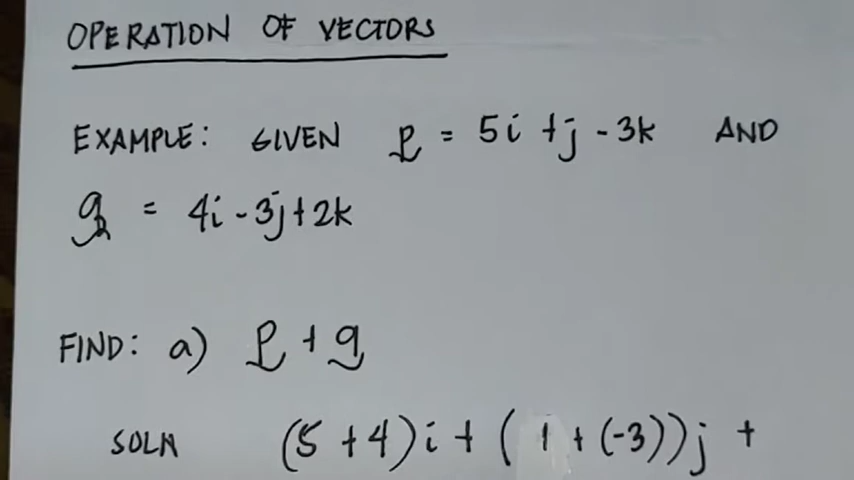 OPERATION OF VECTORS
EXAMPLE: GIVEN p = 5i + j - 3k AND
q = 4i - 3j + 2k
FIND: a) p + q
SOLN (5 + 4)i + (1 + (-3))j +